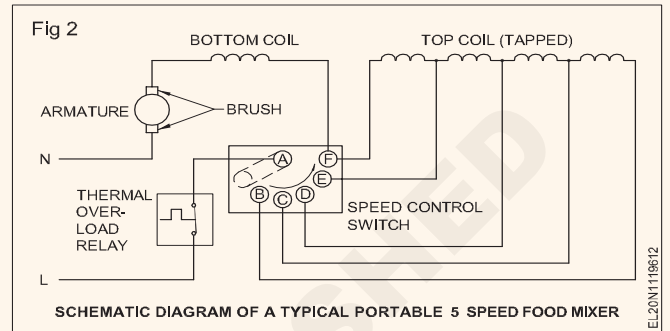 Fig 2
BOTTOM COIL
TOP COIL (TAPPED)
ARMATURE
BRUSH
N
A
F
E
B
C
D
THERMAL
OVER-
LOAD
RELAY
SPEED CONTROL
SWITCH
L
SCHEMATIC DIAGRAM OF A TYPICAL PORTABLE 5 SPEED FOOD MIXER
EL20N1119612
SHED